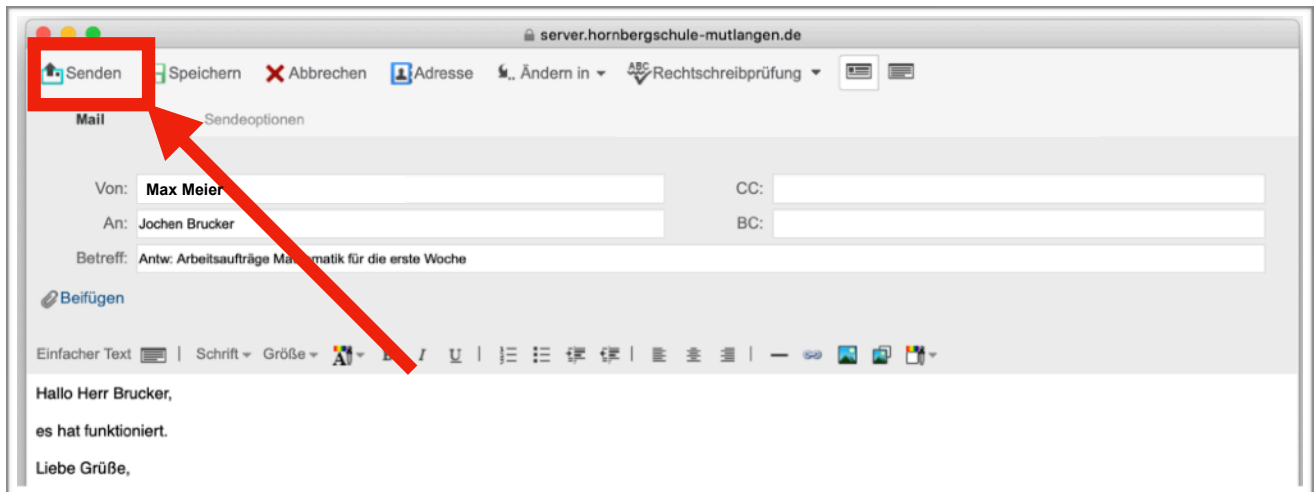 server.hornbergschule-mutlangen.de
Senden Speichern Abbrechen Adresse Ändern in ABC Rechtschreibprüfung
Mail Sendeoptionen
Von: Max Meier CC:
An: Jochen Brucker BC:
Betreff: Antw: Arbeitsaufträge Mathematik für die erste Woche
Beifügen
Einfacher Text Schrift Größe A I U
Hallo Herr Brucker,
es hat funktioniert.
Liebe Grüße,